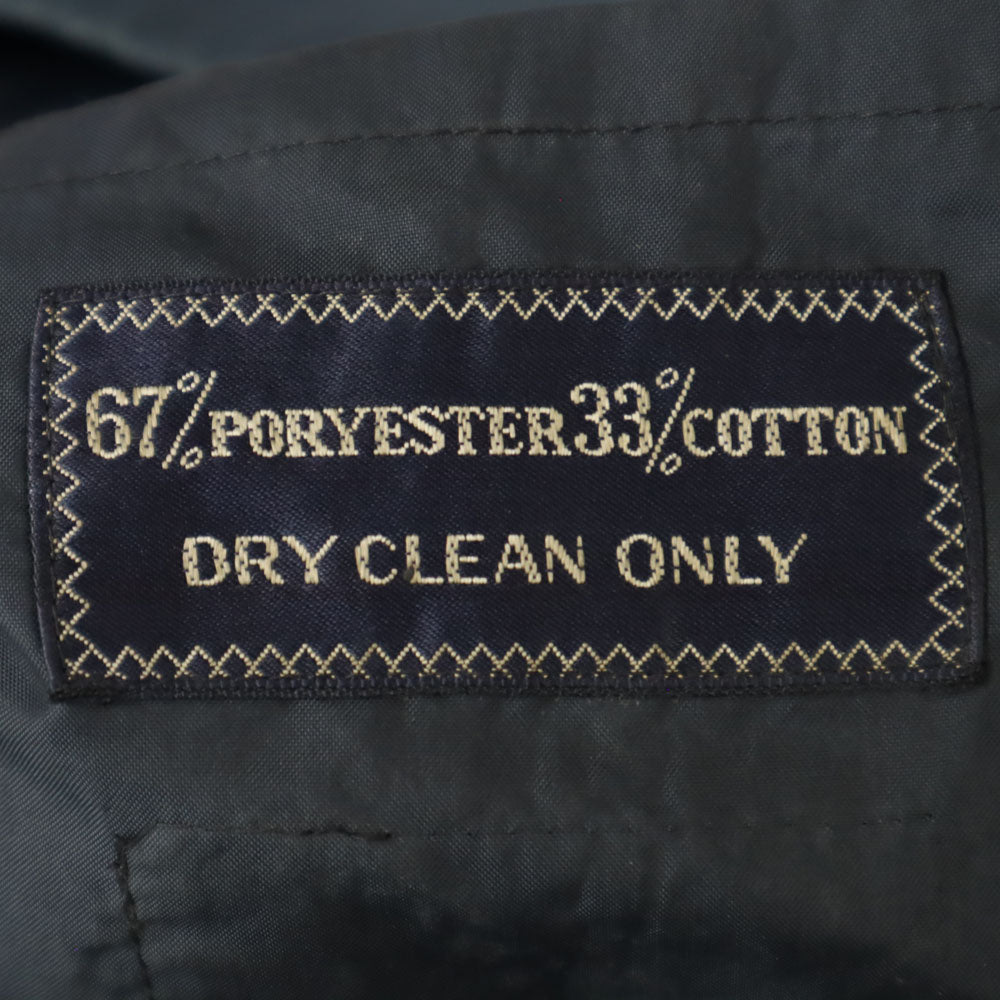 67% PORYESTER 33% COTTON
DRY CLEAN ONLY